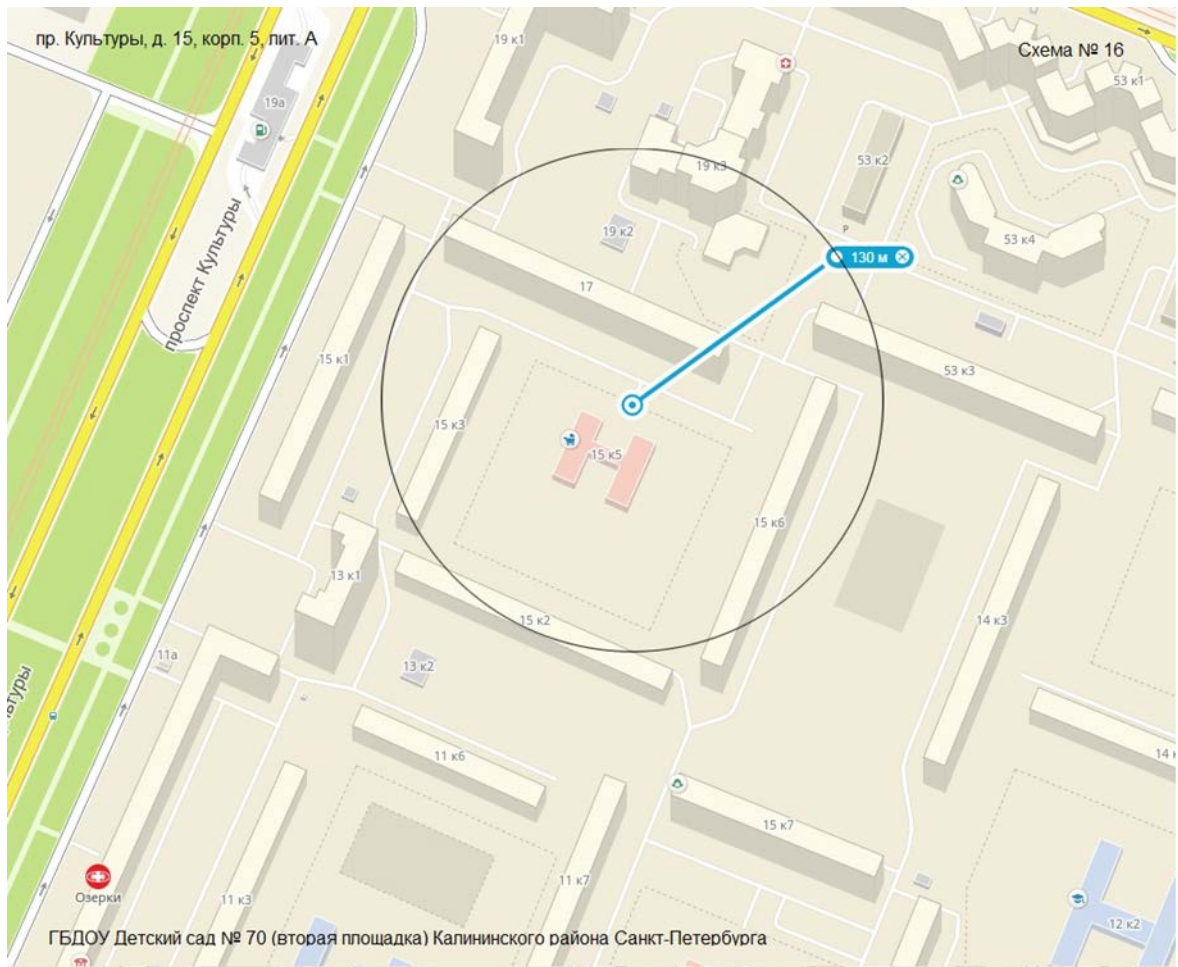 пр. Культуры, д. 15, корп. 5, лит. А
Схема № 16
19 к1
53 к1
19а
19 к3
53 к2
проспект Культуры
19 к2
P
53 к4
130 м
17
15 к1
53 к3
15 к3
15 к5
15 к6
13 к1
15 к2
14 к3
11а
13 к2
льтуры
11 к6
14 к
15 к7
Озерки
11 к3
11 к7
12 к2
ГБДОУ Детский сад № 70 (вторая площадка) Калининского района Санкт-Петербурга